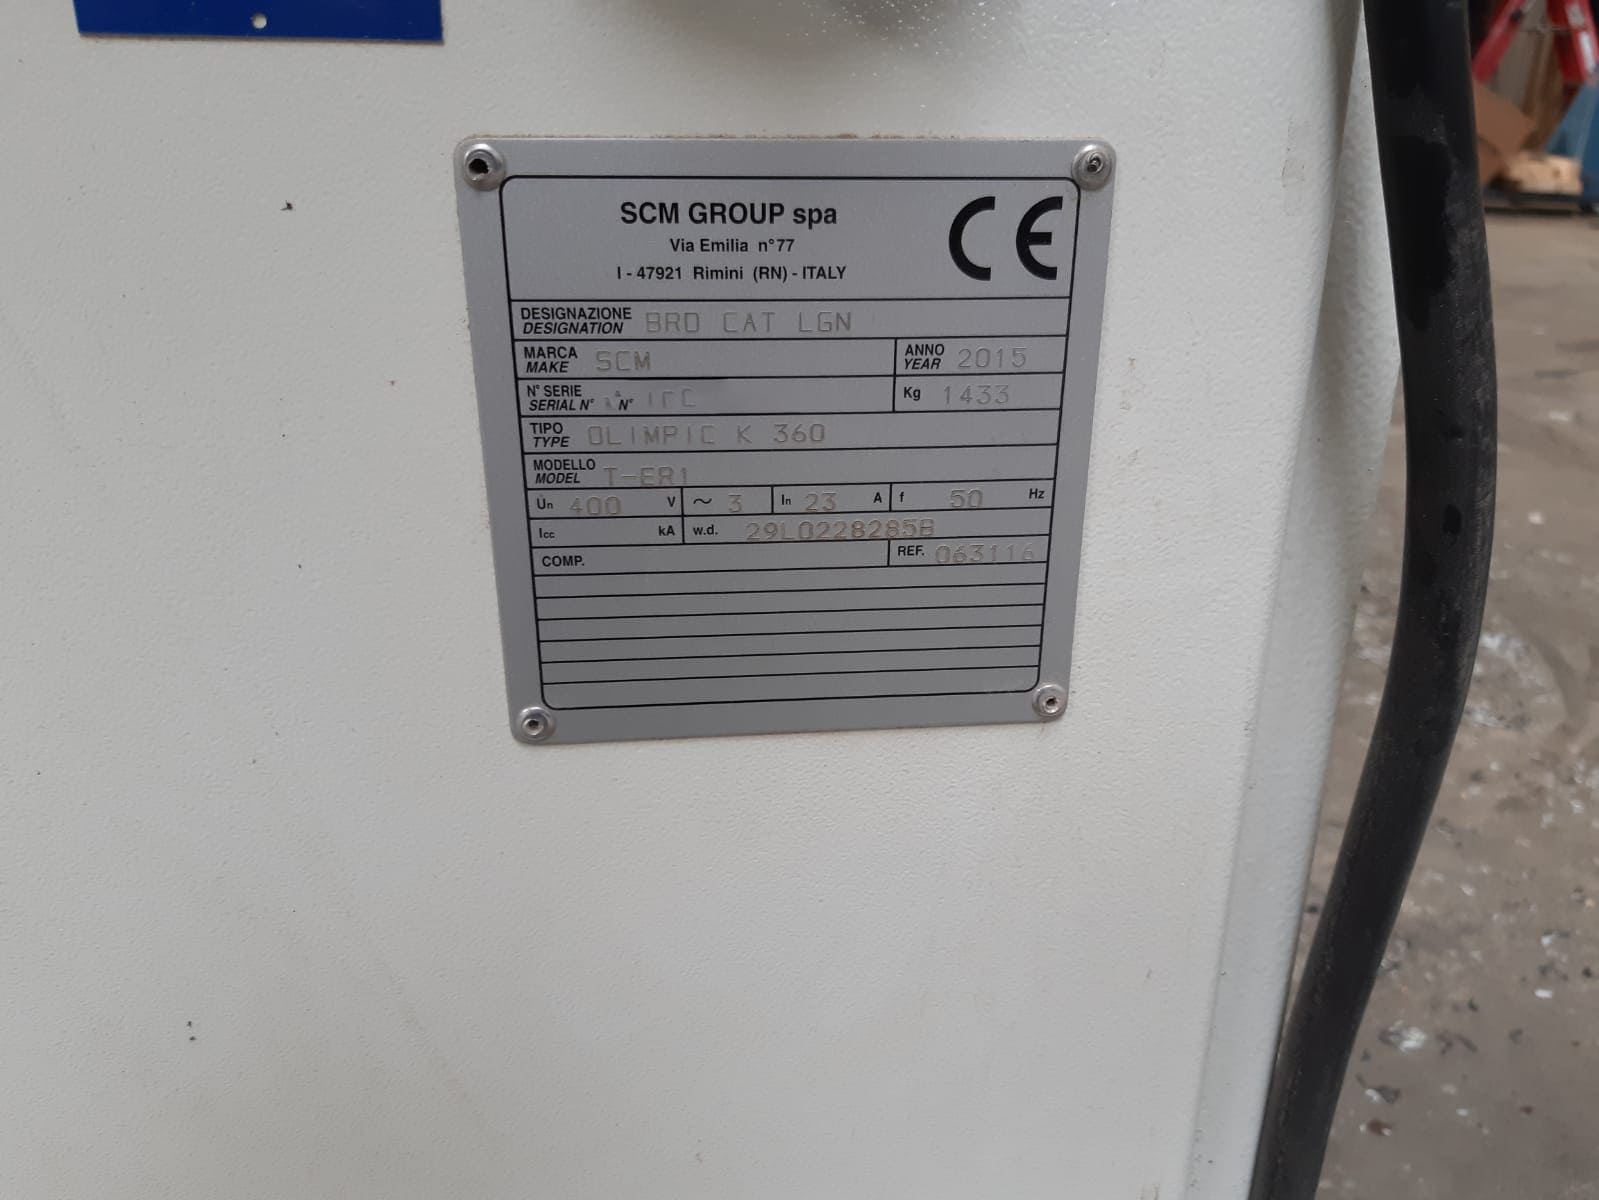 SCM GROUP spa
Via Emilia n°77
I - 47921 Rimini (RN) - ITALY
CE
DESIGNAZIONE
DESIGNATION BRD CAT LGN
MARCA
MAKE SCM
ANNO
YEAR 2015
N° SERIE
SERIAL N° N°
Kg 1433
TIPO
TYPE OLIMPIC K 360
MODELLO
MODEL T-ER1
Un 400 V ~ 3 In 23 A f 50 Hz
Icc kA w.d. 29L0228285B
COMP. REF. 063116